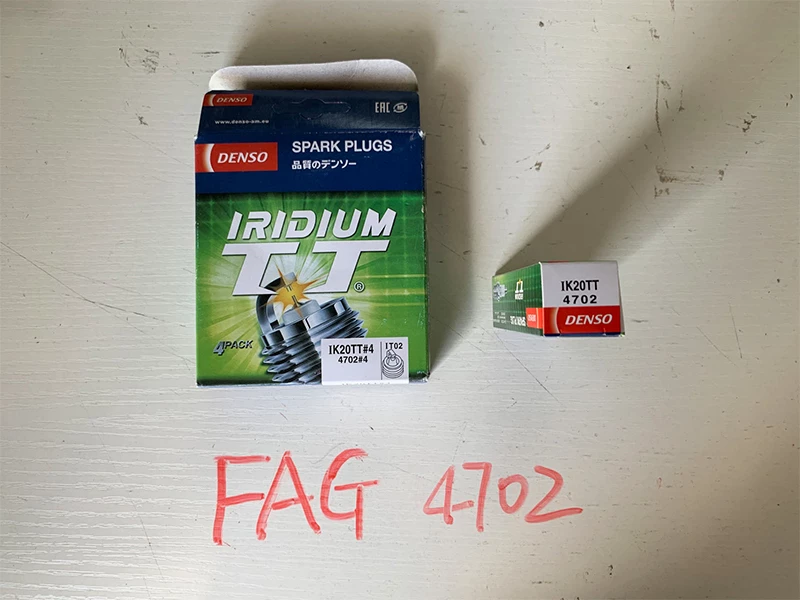 DENSO
EAC
www.denso-am.eu
DENSO
SPARK PLUGS
品質のデンソー
IRIDIUM
TT®
4PACK
IK20TT#4
4702#4
IT02
IK20TT
4702
DENSO
FAG 4702